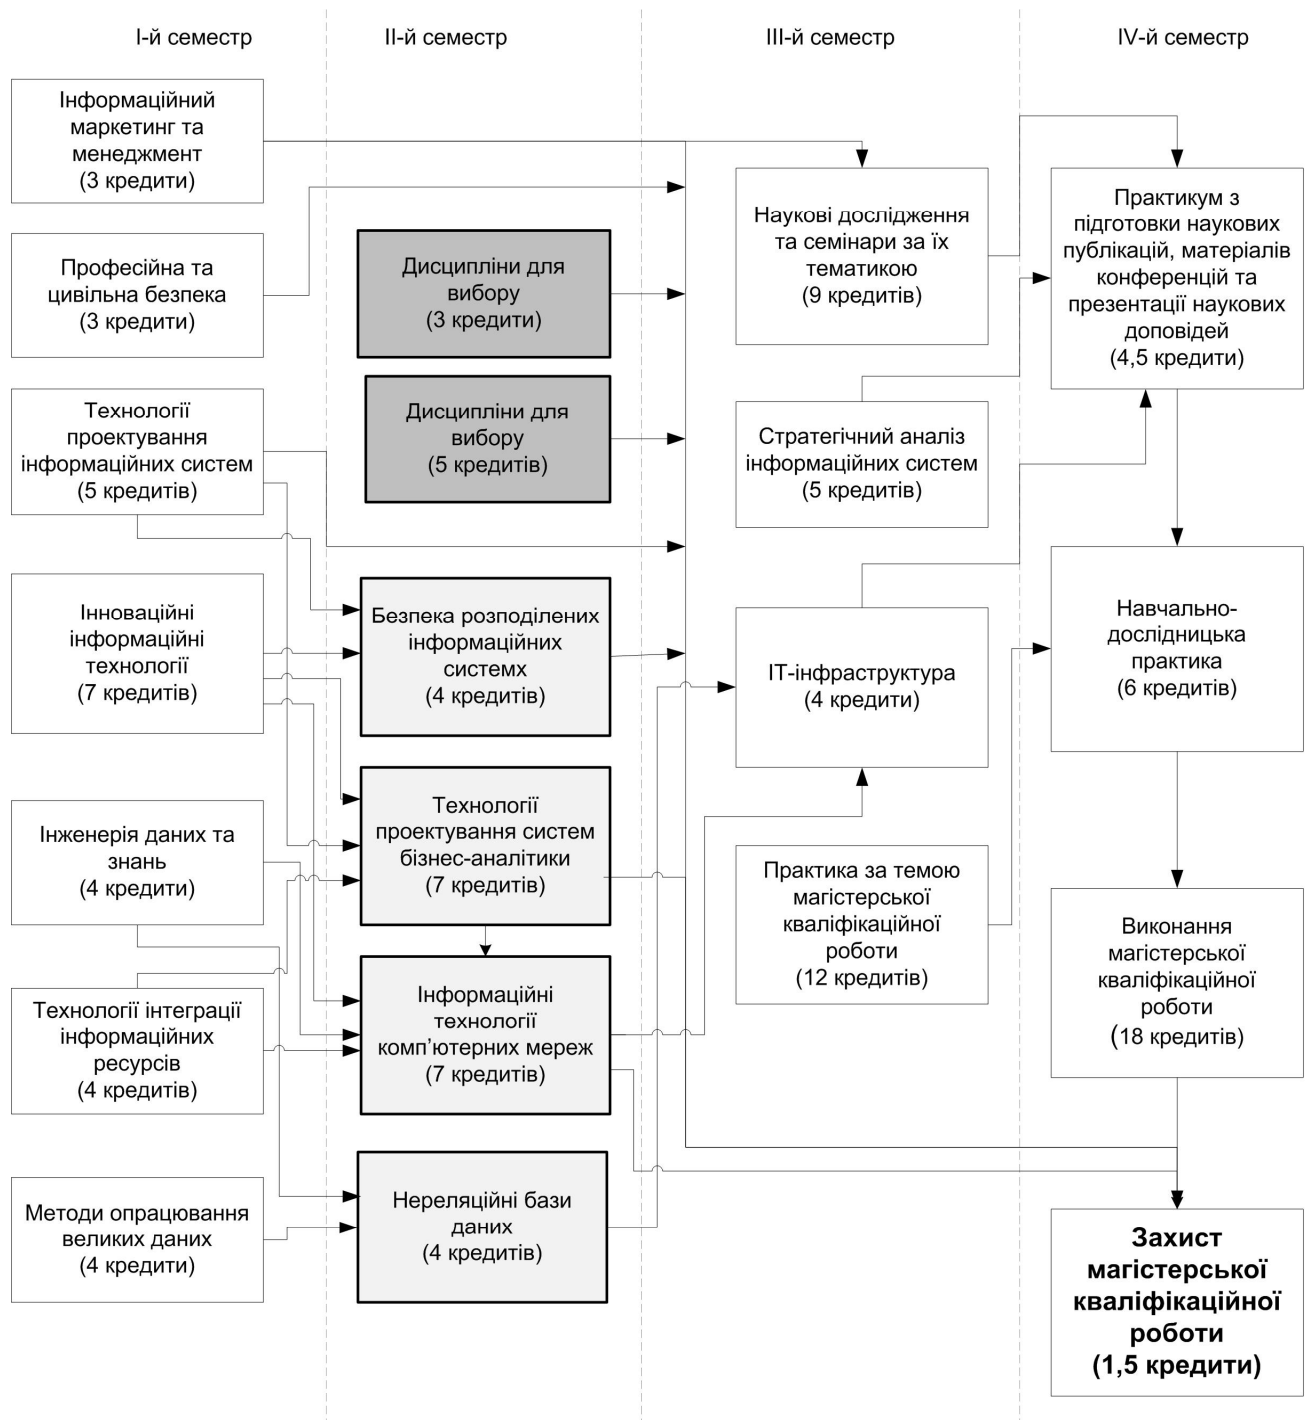 І-й семестр
ІІ-й семестр
ІІІ-й семестр
IV-й семестр
Інформаційний
маркетинг та
менеджмент
(3 кредити)
Професійна та
цивільна безпека
(3 кредити)
Технології
проектування
інформаційних систем
(5 кредитів)
Інноваційні
інформаційні
технології
(7 кредитів)
Інженерія даних та
знань
(4 кредити)
Технології інтеграції
інформаційних
ресурсів
(4 кредитів)
Методи опрацювання
великих даних
(4 кредити)
Дисципліни для
вибору
(3 кредити)
Дисципліни для
вибору
(5 кредитів)
Безпека розподілених
інформаційних
системх
(4 кредитів)
Технології
проектування систем
бізнес-аналітики
(7 кредитів)
Інформаційні
технології
комп’ютерних мереж
(7 кредитів)
Нереляційні бази
даних
(4 кредитів)
Наукові дослідження
та семінари за їх
тематикою
(9 кредитів)
Стратегічний аналіз
інформаційних систем
(5 кредитів)
ІТ-інфраструктура
(4 кредити)
Практика за темою
магістерської
кваліфікаційної
роботи
(12 кредитів)
Практикум з
підготовки наукових
публікацій, матеріалів
конференцій та
презентації наукових
доповідей
(4,5 кредити)
Навчально-
дослідницька
практика
(6 кредитів)
Виконання
магістерської
кваліфікаційної
роботи
(18 кредитів)
Захист
магістерської
кваліфікаційної
роботи
(1,5 кредити)